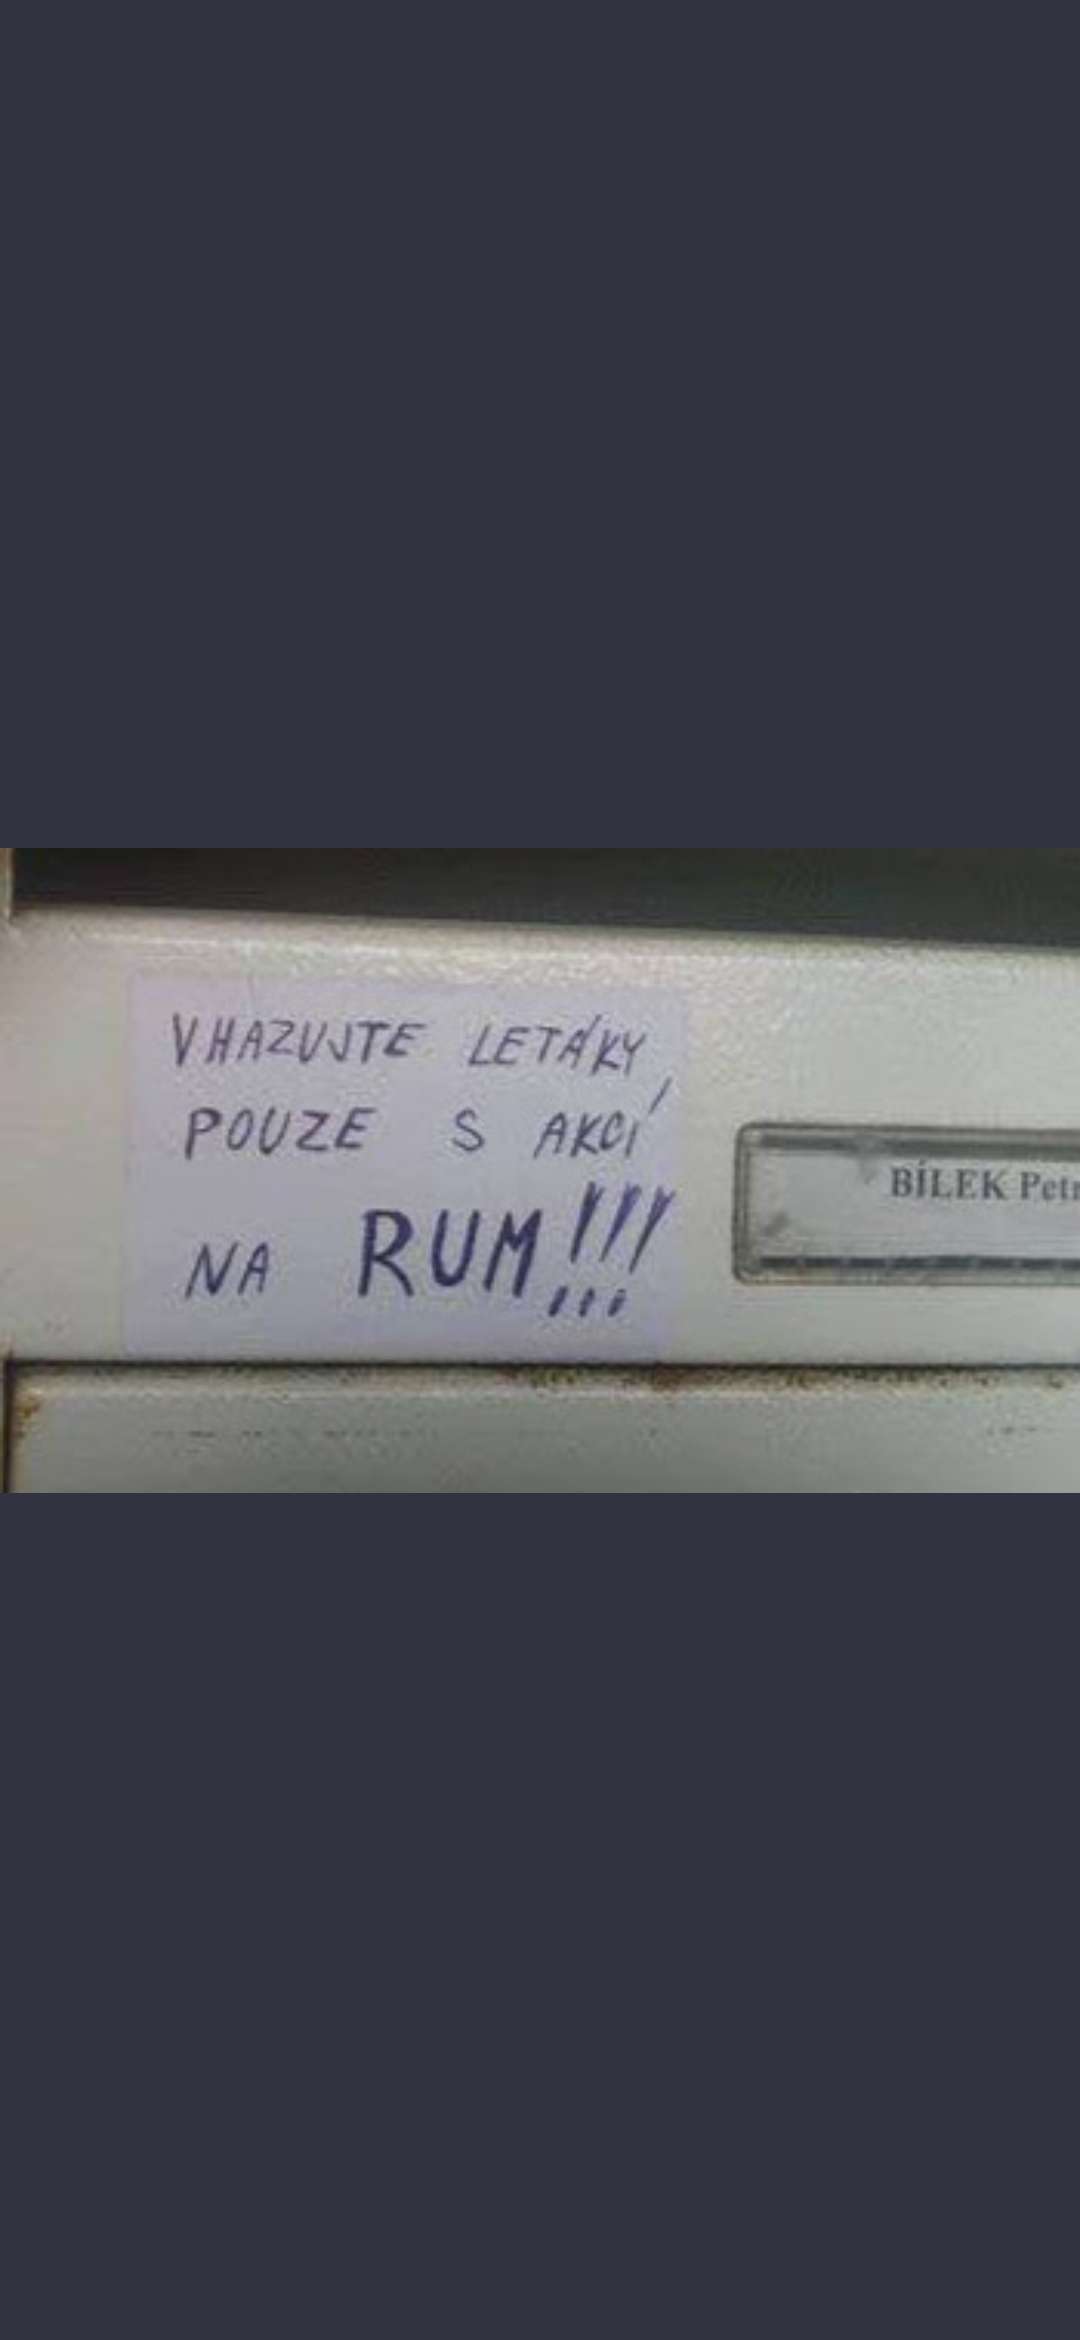 VHAZUJTE LETÁKY
POUZE S AKCÍ
NA RUM!!!
BÍLEK Petr